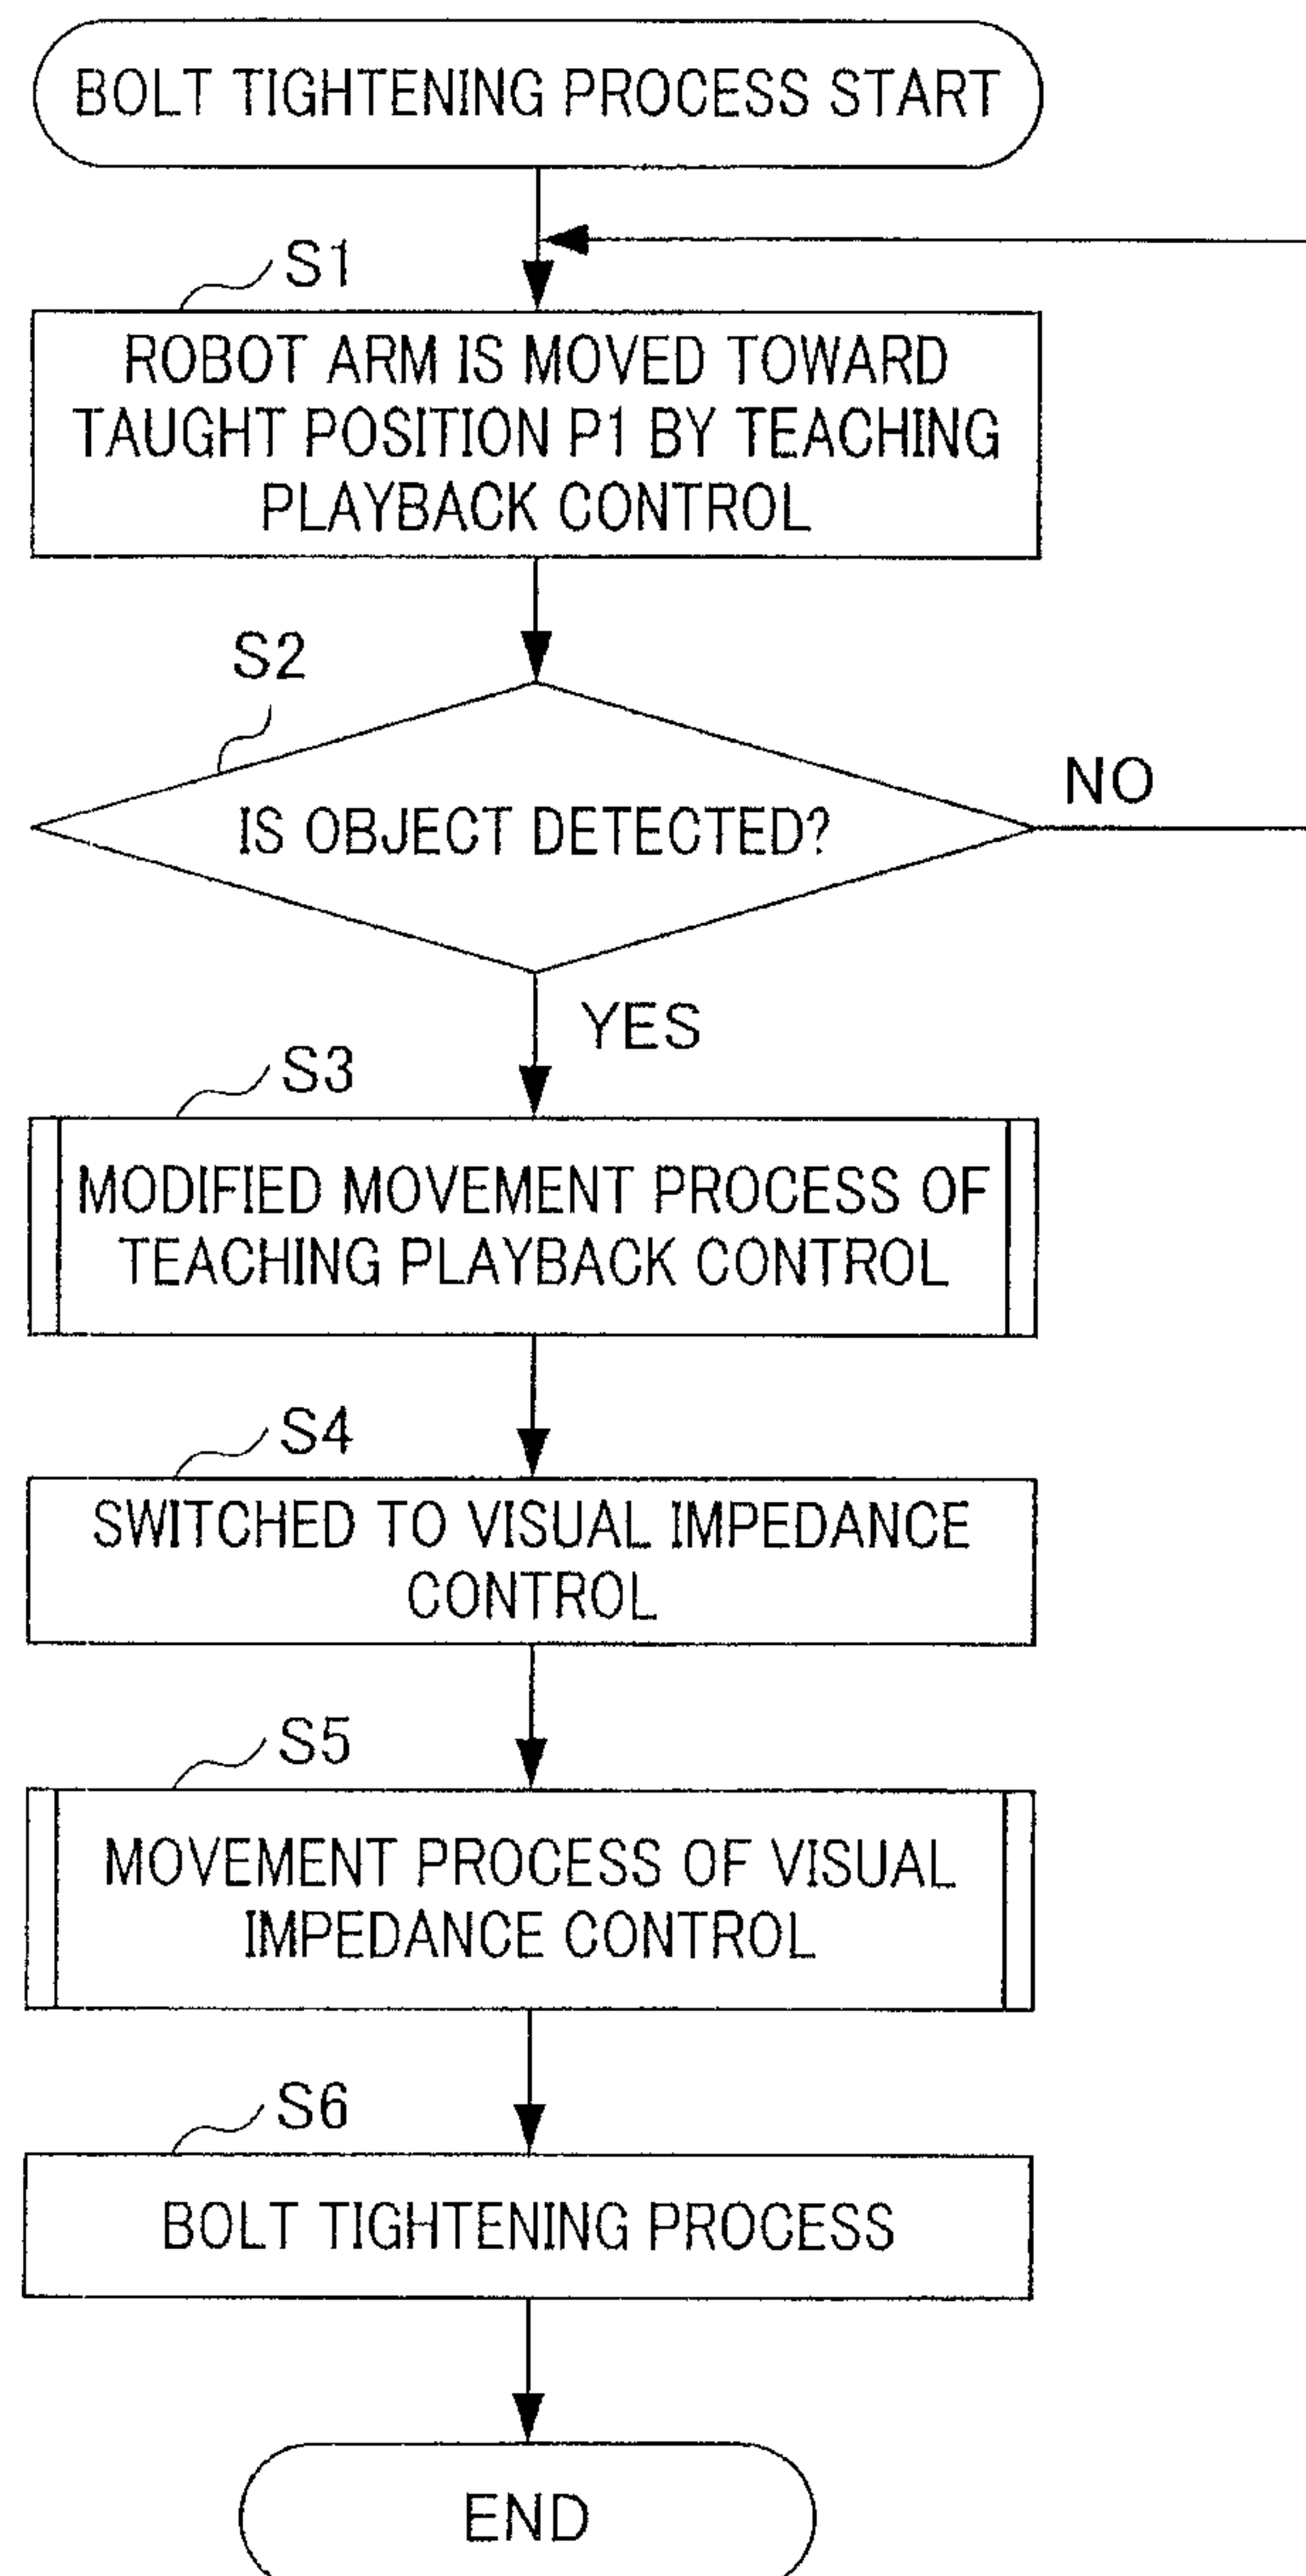 BOLT TIGHTENING PROCESS START
S1
ROBOT ARM IS MOVED TOWARD
TAUGHT POSITION P1 BY TEACHING
PLAYBACK CONTROL
S2
IS OBJECT DETECTED?
NO
YES
S3
MODIFIED MOVEMENT PROCESS OF
TEACHING PLAYBACK CONTROL
S4
SWITCHED TO VISUAL IMPEDANCE
CONTROL
S5
MOVEMENT PROCESS OF VISUAL
IMPEDANCE CONTROL
S6
BOLT TIGHTENING PROCESS
END